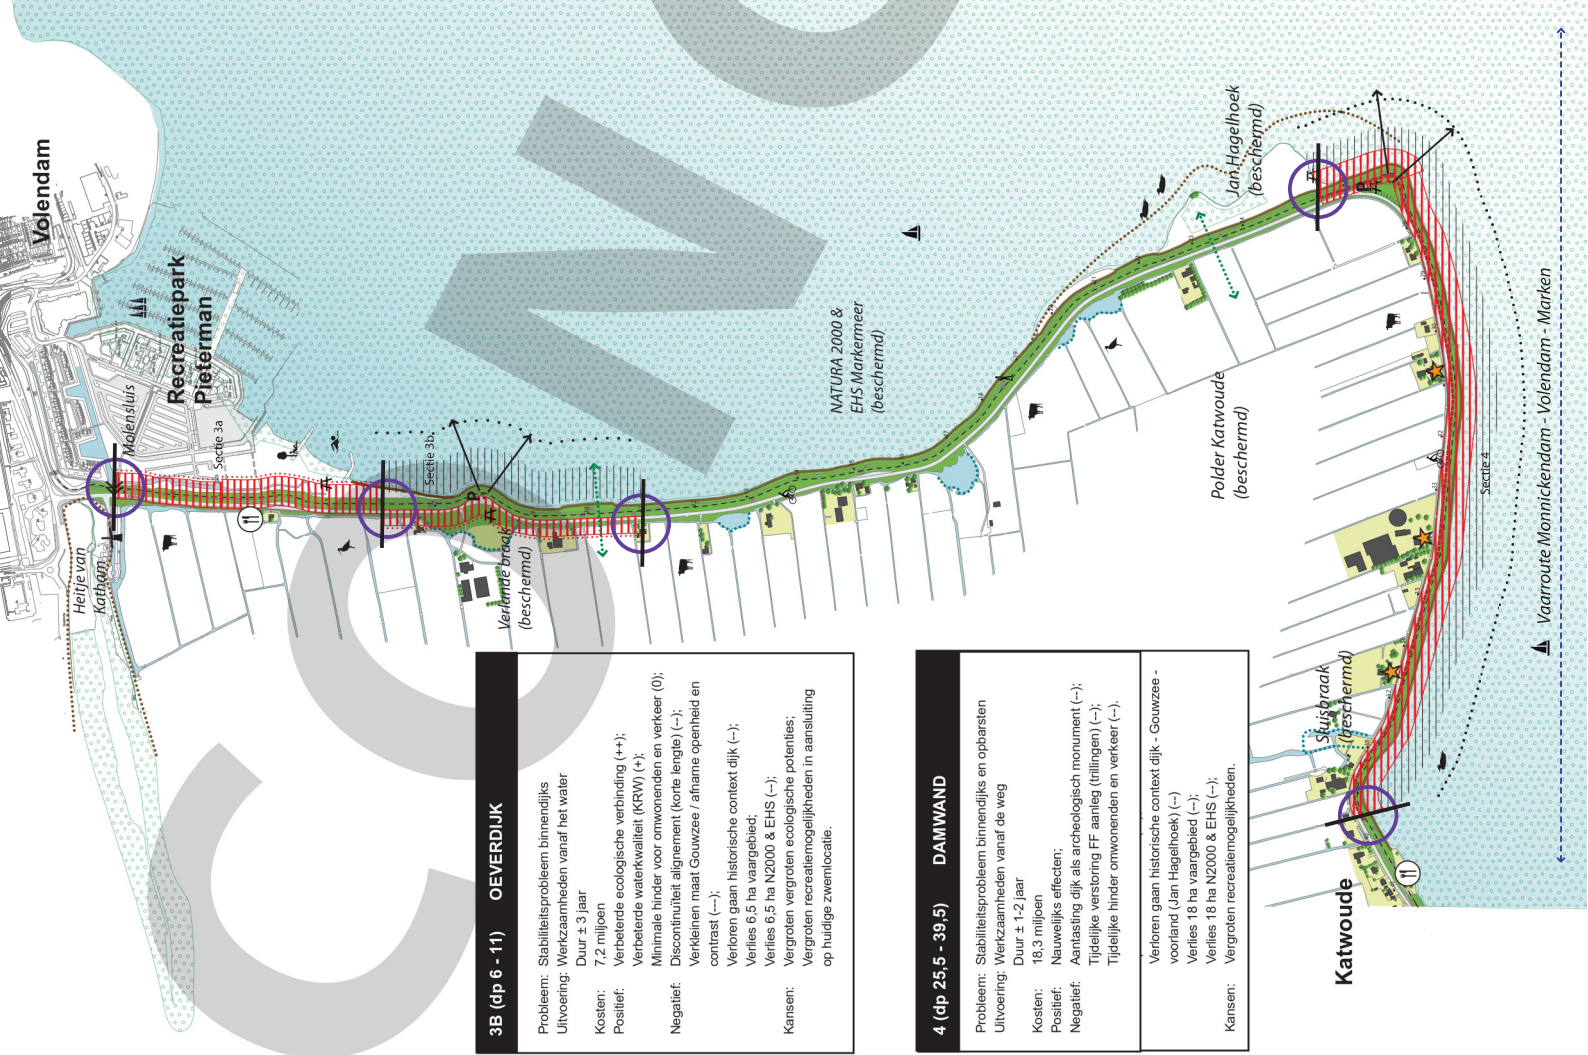 Volendam
Recreatiepark
Pieterman
Molensluis
Sectie 3a
Heitje van
Katham
Sectie 3b
P
Verlande braak
(beschermd)
NATURA 2000 &
EHS Markermeer
(beschermd)
Jan Hagelhoek
(beschermd)
P
Polder Katwoude
(beschermd)
Sectie 4
Vaarroute Monnickendam - Volendam - Marken
Sluisbraak
(beschermd)
Katwoude
3B (dp 6 - 11) OEVERDIJK
Probleem: Stabiliteitsprobleem binnendijks
Uitvoering: Werkzaamheden vanaf het water
Duur ± 3 jaar
Kosten: 7,2 miljoen
Positief: Verbeterde ecologische verbinding (++);
Verbeterde waterkwaliteit (KRW) (+);
Minimale hinder voor omwonenden en verkeer (0);
Negatief: Discontinuïteit alignement (korte lengte) (--);
Verkleinen maat Gouwzee / afname openheid en
contrast (---);
Verloren gaan historische context dijk (--);
Verlies 6,5 ha vaargebied;
Verlies 6,5 ha N2000 & EHS (--);
Kansen: Vergroten vergroten ecologische potenties;
Vergroten recreatiemogelijkheden in aansluiting
op huidige zwemlocatie.
4 (dp 25,5 - 39,5) DAMWAND
Probleem: Stabiliteitsprobleem binnendijks en opbarsten
Uitvoering: Werkzaamheden vanaf de weg
Duur ± 1-2 jaar
Kosten: 18,3 miljoen
Positief: Nauwelijks effecten;
Negatief: Aantasting dijk als archeologisch monument (--);
Tijdelijke verstoring FF aanleg (trillingen) (--);
Tijdelijke hinder omwonenden en verkeer (--).
Verloren gaan historische context dijk - Gouwzee -
voorland (Jan Hagelhoek) (--)
Verlies 18 ha vaargebied (--);
Verlies 18 ha N2000 & EHS (--);
Kansen: Vergroten recreatiemogelijkheden.